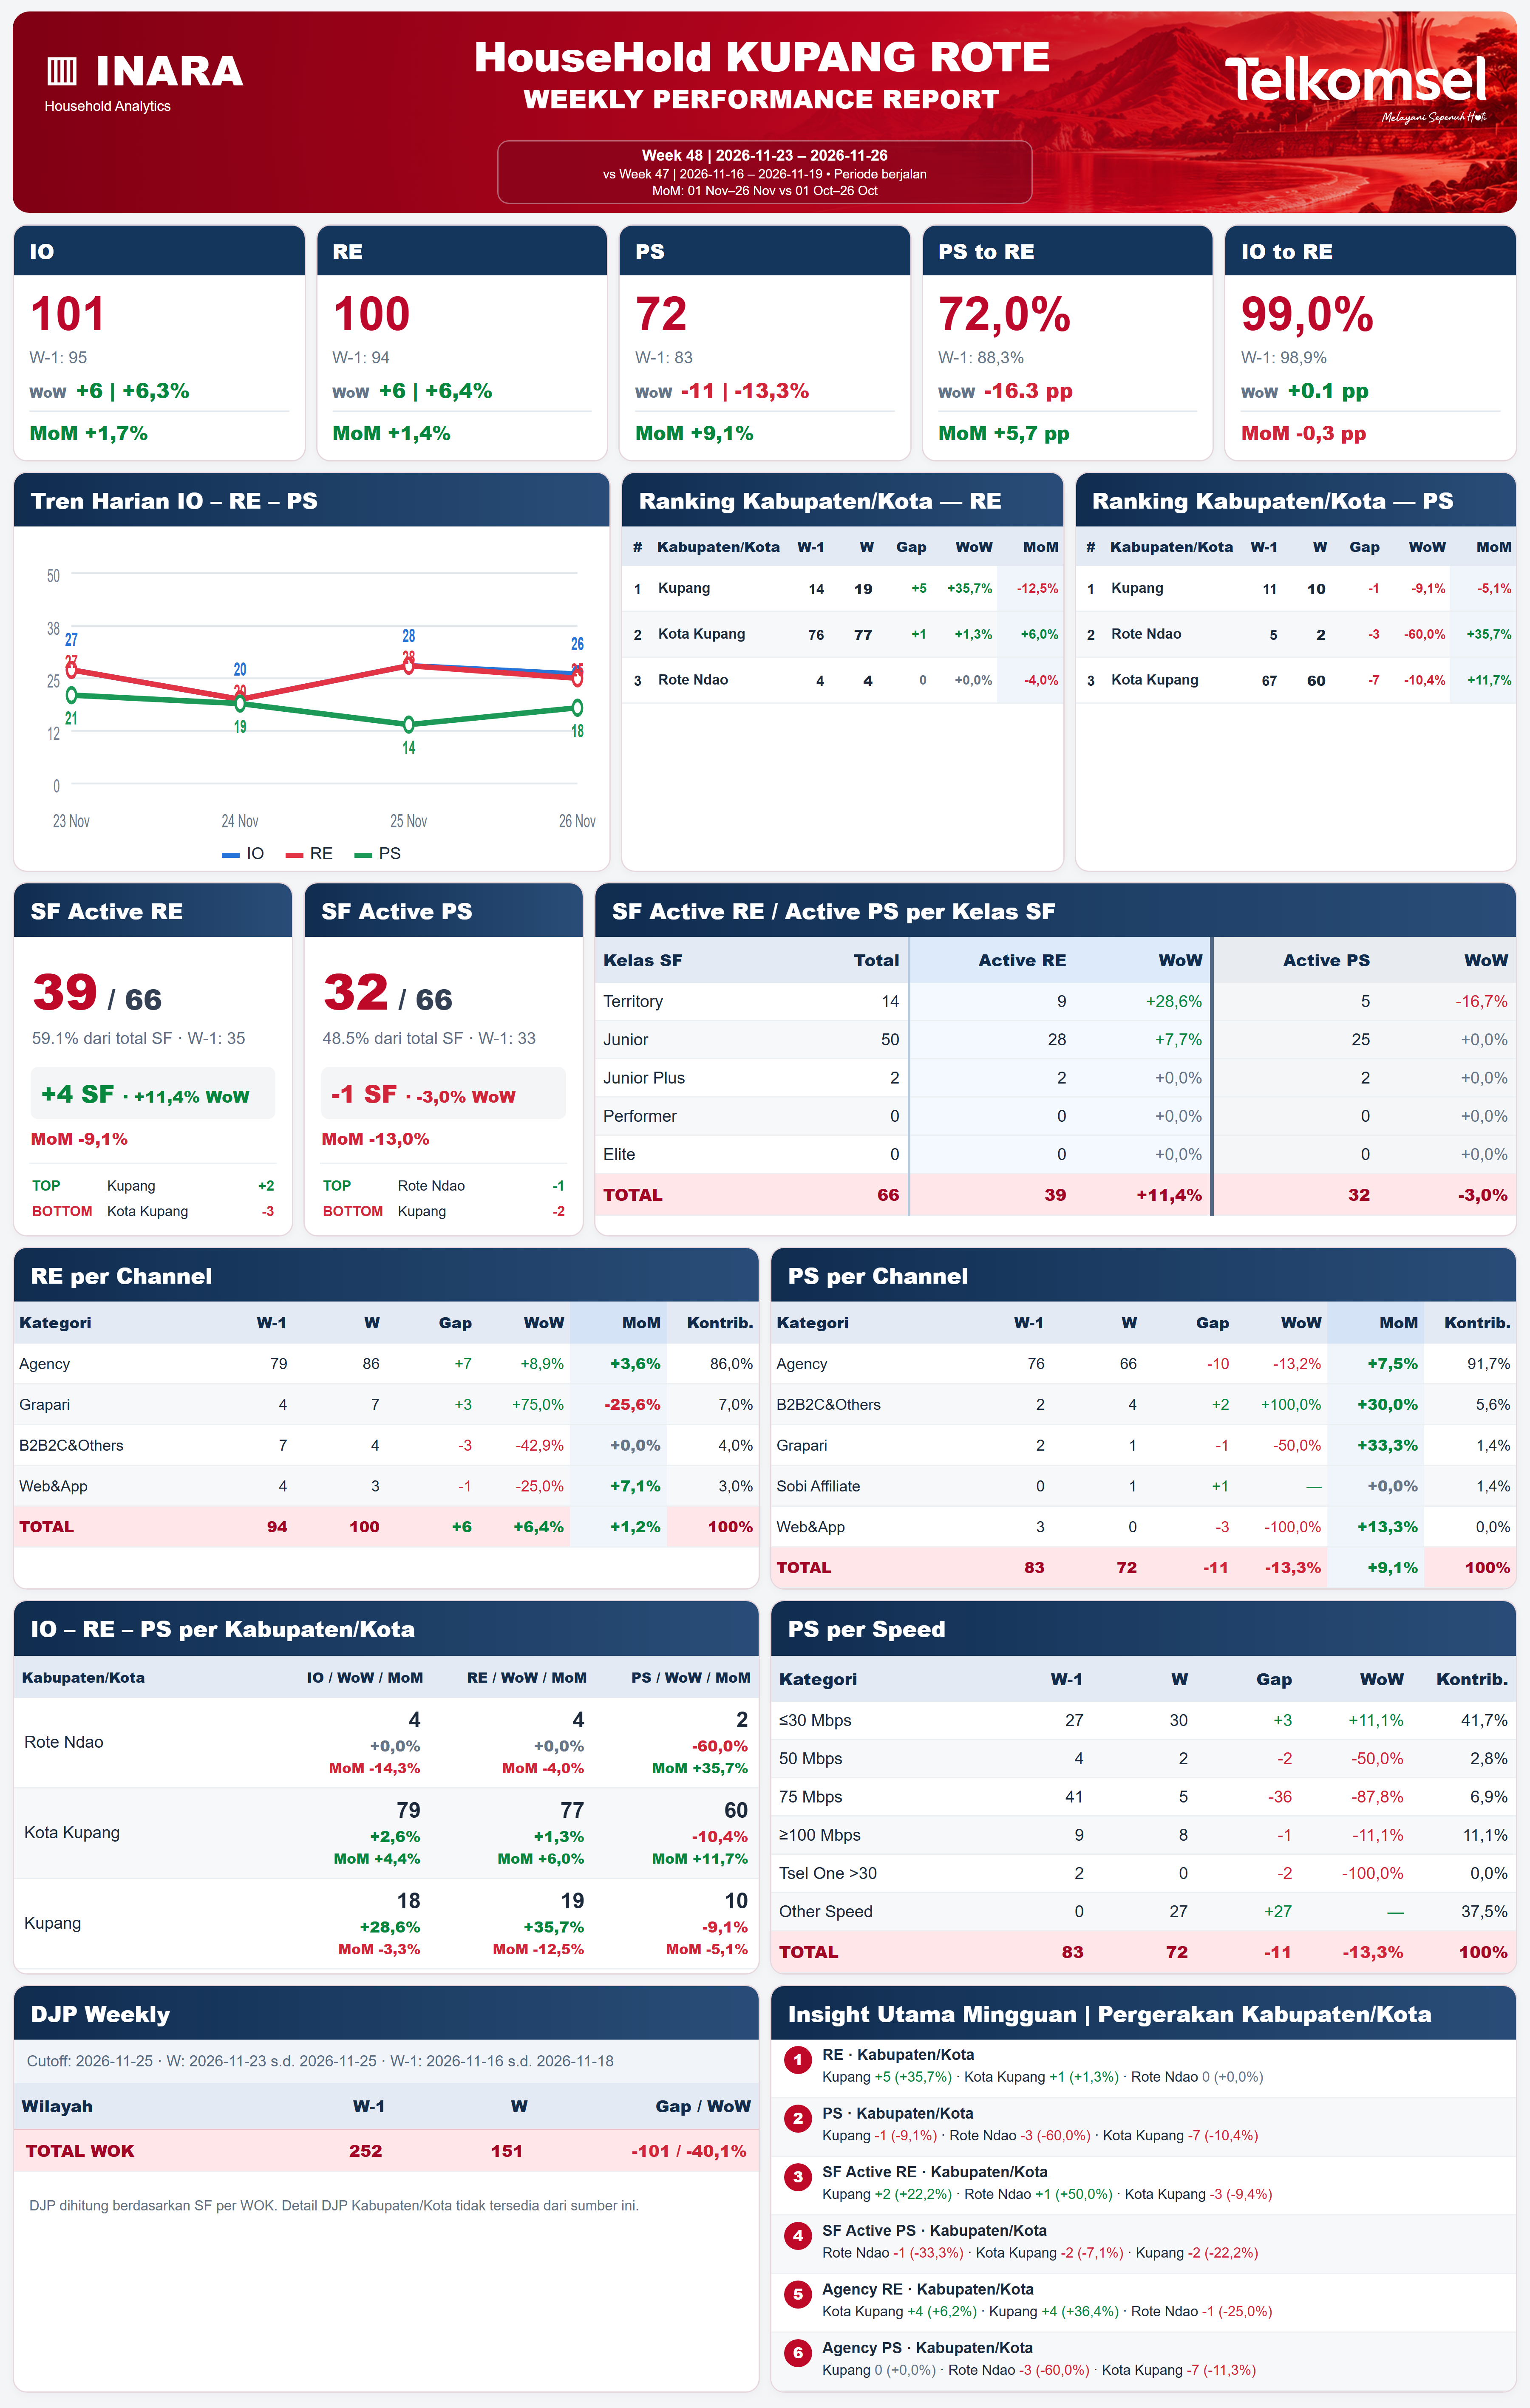 INARA
Household Analytics
HouseHold KUPANG ROTE
WEEKLY PERFORMANCE REPORT
Week 48 | 2026-11-23 – 2026-11-26
vs Week 47 | 2026-11-16 – 2026-11-19 • Periode berjalan
MoM: 01 Nov–26 Nov vs 01 Oct–26 Oct
Telkomsel
Melayani Sepenuh Hati
IO
101
W-1: 95
WoW +6 | +6,3%
MoM +1,7%
RE
100
W-1: 94
WoW +6 | +6,4%
MoM +1,4%
PS
72
W-1: 83
WoW -11 | -13,3%
MoM +9,1%
PS to RE
72,0%
W-1: 88,3%
WoW -16.3 pp
MoM +5,7 pp
IO to RE
99,0%
W-1: 98,9%
WoW +0.1 pp
MoM -0,3 pp
Tren Harian IO – RE – PS
50
38
25
12
0
27
20
28
26
27
20
28
25
21
19
14
18
23 Nov 24 Nov 25 Nov 26 Nov
IO RE PS
Ranking Kabupaten/Kota — RE
# Kabupaten/Kota W-1 W Gap WoW MoM
1 Kupang 14 19 +5 +35,7% -12,5%
2 Kota Kupang 76 77 +1 +1,3% +6,0%
3 Rote Ndao 4 4 0 +0,0% -4,0%
Ranking Kabupaten/Kota — PS
# Kabupaten/Kota W-1 W Gap WoW MoM
1 Kupang 11 10 -1 -9,1% -5,1%
2 Rote Ndao 5 2 -3 -60,0% +35,7%
3 Kota Kupang 67 60 -7 -10,4% +11,7%
SF Active RE
39 / 66
59.1% dari total SF · W-1: 35
+4 SF · +11,4% WoW
MoM -9,1%
TOP Kupang +2
BOTTOM Kota Kupang -3
SF Active PS
32 / 66
48.5% dari total SF · W-1: 33
-1 SF · -3,0% WoW
MoM -13,0%
TOP Rote Ndao -1
BOTTOM Kupang -2
SF Active RE / Active PS per Kelas SF
Kelas SF Total Active RE WoW Active PS WoW
Territory 14 9 +28,6% 5 -16,7%
Junior 50 28 +7,7% 25 +0,0%
Junior Plus 2 2 +0,0% 2 +0,0%
Performer 0 0 +0,0% 0 +0,0%
Elite 0 0 +0,0% 0 +0,0%
TOTAL 66 39 +11,4% 32 -3,0%
RE per Channel
Kategori W-1 W Gap WoW MoM Kontrib.
Agency 79 86 +7 +8,9% +3,6% 86,0%
Grapari 4 7 +3 +75,0% -25,6% 7,0%
B2B2C&Others 7 4 -3 -42,9% +0,0% 4,0%
Web&App 4 3 -1 -25,0% +7,1% 3,0%
TOTAL 94 100 +6 +6,4% +1,2% 100%
PS per Channel
Kategori W-1 W Gap WoW MoM Kontrib.
Agency 76 66 -10 -13,2% +7,5% 91,7%
B2B2C&Others 2 4 +2 +100,0% +30,0% 5,6%
Grapari 2 1 -1 -50,0% +33,3% 1,4%
Sobi Affiliate 0 1 +1 — +0,0% 1,4%
Web&App 3 0 -3 -100,0% +13,3% 0,0%
TOTAL 83 72 -11 -13,3% +9,1% 100%
IO – RE – PS per Kabupaten/Kota
Kabupaten/Kota IO / WoW / MoM RE / WoW / MoM PS / WoW / MoM
4 4 2
Rote Ndao +0,0% +0,0% -60,0%
MoM -14,3% MoM -4,0% MoM +35,7%
79 77 60
Kota Kupang +2,6% +1,3% -10,4%
MoM +4,4% MoM +6,0% MoM +11,7%
18 19 10
Kupang +28,6% +35,7% -9,1%
MoM -3,3% MoM -12,5% MoM -5,1%
PS per Speed
Kategori W-1 W Gap WoW Kontrib.
≤30 Mbps 27 30 +3 +11,1% 41,7%
50 Mbps 4 2 -2 -50,0% 2,8%
75 Mbps 41 5 -36 -87,8% 6,9%
≥100 Mbps 9 8 -1 -11,1% 11,1%
Tsel One >30 2 0 -2 -100,0% 0,0%
Other Speed 0 27 +27 — 37,5%
TOTAL 83 72 -11 -13,3% 100%
DJP Weekly
Cutoff: 2026-11-25 · W: 2026-11-23 s.d. 2026-11-25 · W-1: 2026-11-16 s.d. 2026-11-18
Wilayah W-1 W Gap / WoW
TOTAL WOK 252 151 -101 / -40,1%
DJP dihitung berdasarkan SF per WOK. Detail DJP Kabupaten/Kota tidak tersedia dari sumber ini.
Insight Utama Mingguan | Pergerakan Kabupaten/Kota
1 RE · Kabupaten/Kota
Kupang +5 (+35,7%) · Kota Kupang +1 (+1,3%) · Rote Ndao 0 (+0,0%)
2 PS · Kabupaten/Kota
Kupang -1 (-9,1%) · Rote Ndao -3 (-60,0%) · Kota Kupang -7 (-10,4%)
3 SF Active RE · Kabupaten/Kota
Kupang +2 (+22,2%) · Rote Ndao +1 (+50,0%) · Kota Kupang -3 (-9,4%)
4 SF Active PS · Kabupaten/Kota
Rote Ndao -1 (-33,3%) · Kota Kupang -2 (-7,1%) · Kupang -2 (-22,2%)
5 Agency RE · Kabupaten/Kota
Kota Kupang +4 (+6,2%) · Kupang +4 (+36,4%) · Rote Ndao -1 (-25,0%)
6 Agency PS · Kabupaten/Kota
Kupang 0 (+0,0%) · Rote Ndao -3 (-60,0%) · Kota Kupang -7 (-11,3%)